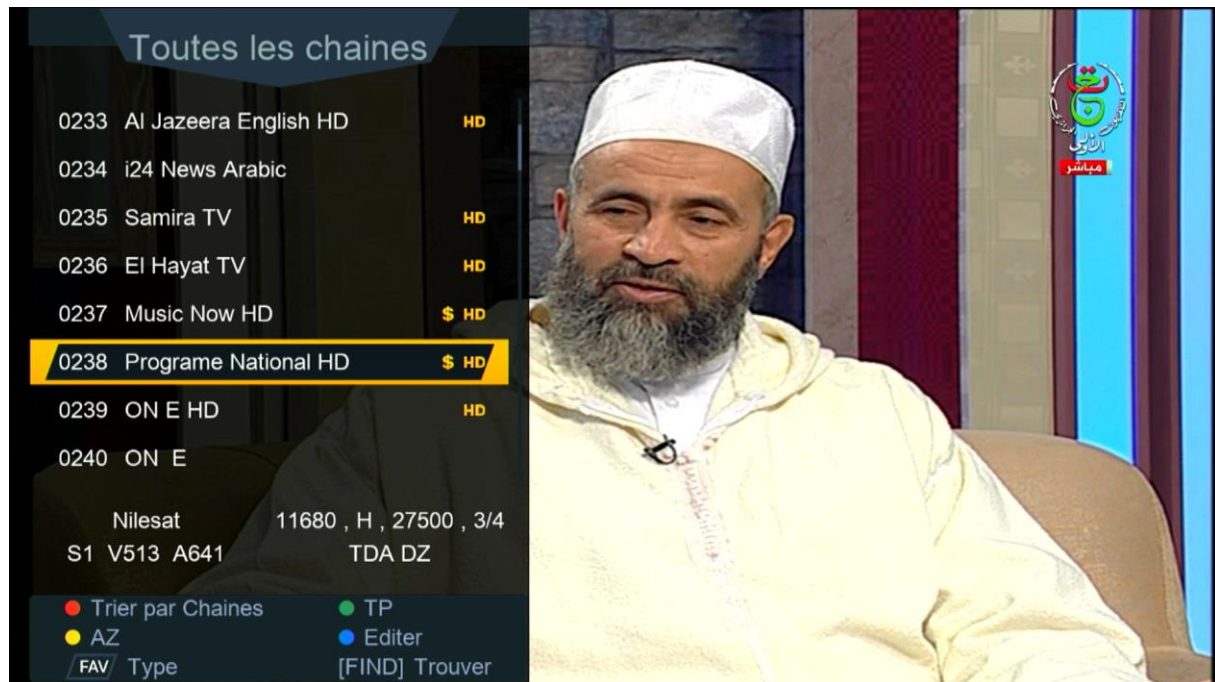 Toutes les chaines
0233 Al Jazeera English HD HD
0234 i24 News Arabic
0235 Samira TV HD
0236 El Hayat TV HD
0237 Music Now HD $ HD
0238 Programe National HD $ HD
0239 ON E HD HD
0240 ON E
Nilesat 11680 , H , 27500 , 3/4
S1 V513 A641 TDA DZ
Trier par Chaines TP
AZ Editer
FAV Type [FIND] Trouver
الأولى
مباشر